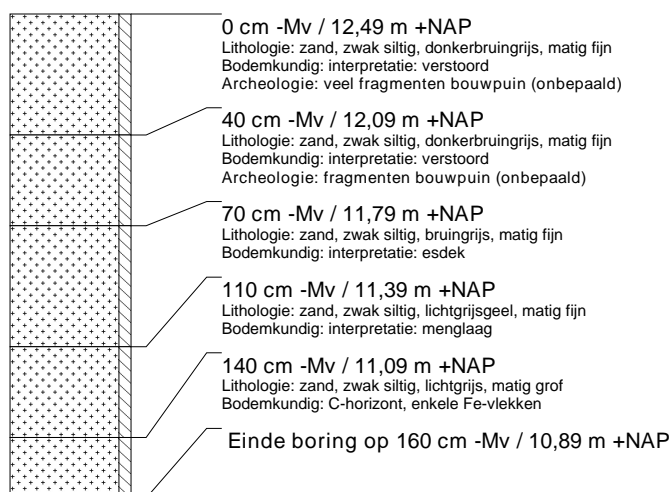 0 cm -Mv / 12,49 m +NAP
Lithologie: zand, zwak siltig, donkerbruingrijs, matig fijn
Bodemkundig: interpretatie: verstoord
Archeologie: veel fragmenten bouwpuin (onbepaald)
40 cm -Mv / 12,09 m +NAP
Lithologie: zand, zwak siltig, donkerbruingrijs, matig fijn
Bodemkundig: interpretatie: verstoord
Archeologie: fragmenten bouwpuin (onbepaald)
70 cm -Mv / 11,79 m +NAP
Lithologie: zand, zwak siltig, bruingrijs, matig fijn
Bodemkundig: interpretatie: esdek
110 cm -Mv / 11,39 m +NAP
Lithologie: zand, zwak siltig, lichtgrijsgeel, matig fijn
Bodemkundig: interpretatie: menglaag
140 cm -Mv / 11,09 m +NAP
Lithologie: zand, zwak siltig, lichtgrijs, matig grof
Bodemkundig: C-horizont, enkele Fe-vlekken
Einde boring op 160 cm -Mv / 10,89 m +NAP